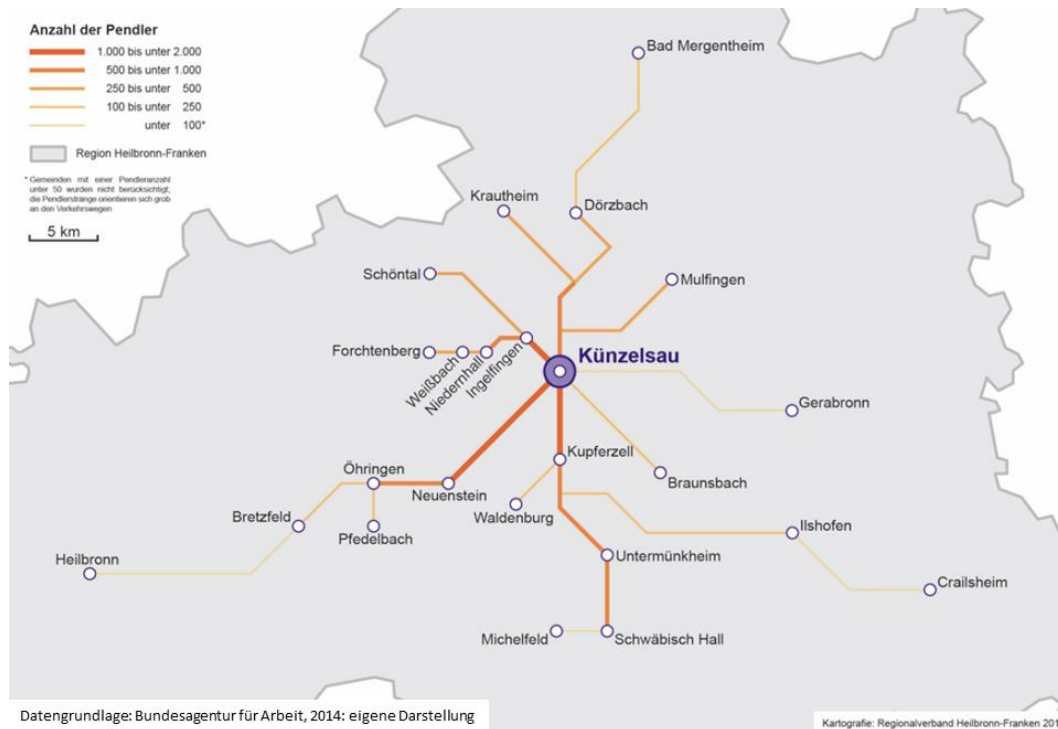 Anzahl der Pendler
1.000 bis unter 2.000
500 bis unter 1.000
250 bis unter 500
100 bis unter 250
unter 100*
Region Heilbronn-Franken
* Gemeinden mit einer Pendleranzahl
unter 50 wurden nicht berücksichtigt;
die Pendlerstränge orientieren sich grob
an den Verkehrswegen
5 km
Bad Mergentheim
Krautheim
Dörzbach
Schöntal
Mulfingen
Forchtenberg
Weißbach
Niedernhall
Ingelfingen
Künzelsau
Gerabronn
Kupferzell
Braunsbach
Öhringen
Neuenstein
Waldenburg
Bretzfeld
Pfedelbach
Ilshofen
Heilbronn
Untermünkheim
Crailsheim
Michelfeld
Schwäbisch Hall
Datengrundlage: Bundesagentur für Arbeit, 2014: eigene Darstellung
Kartografie: Regionalverband Heilbronn-Franken